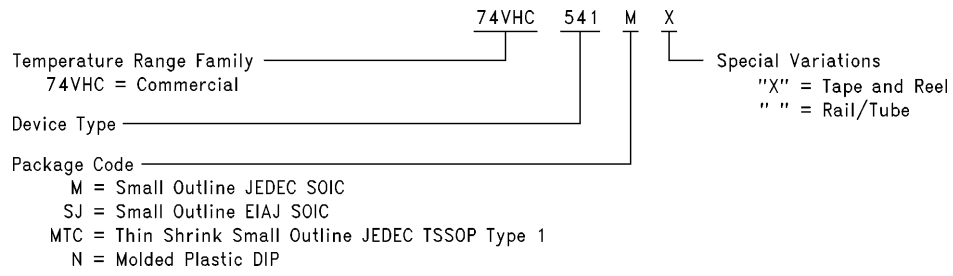 74VHC 541 M X
Temperature Range Family
74VHC = Commercial
Special Variations
"X" = Tape and Reel
" " = Rail/Tube
Device Type
Package Code
M = Small Outline JEDEC SOIC
SJ = Small Outline EIAJ SOIC
MTC = Thin Shrink Small Outline JEDEC TSSOP Type 1
N = Molded Plastic DIP